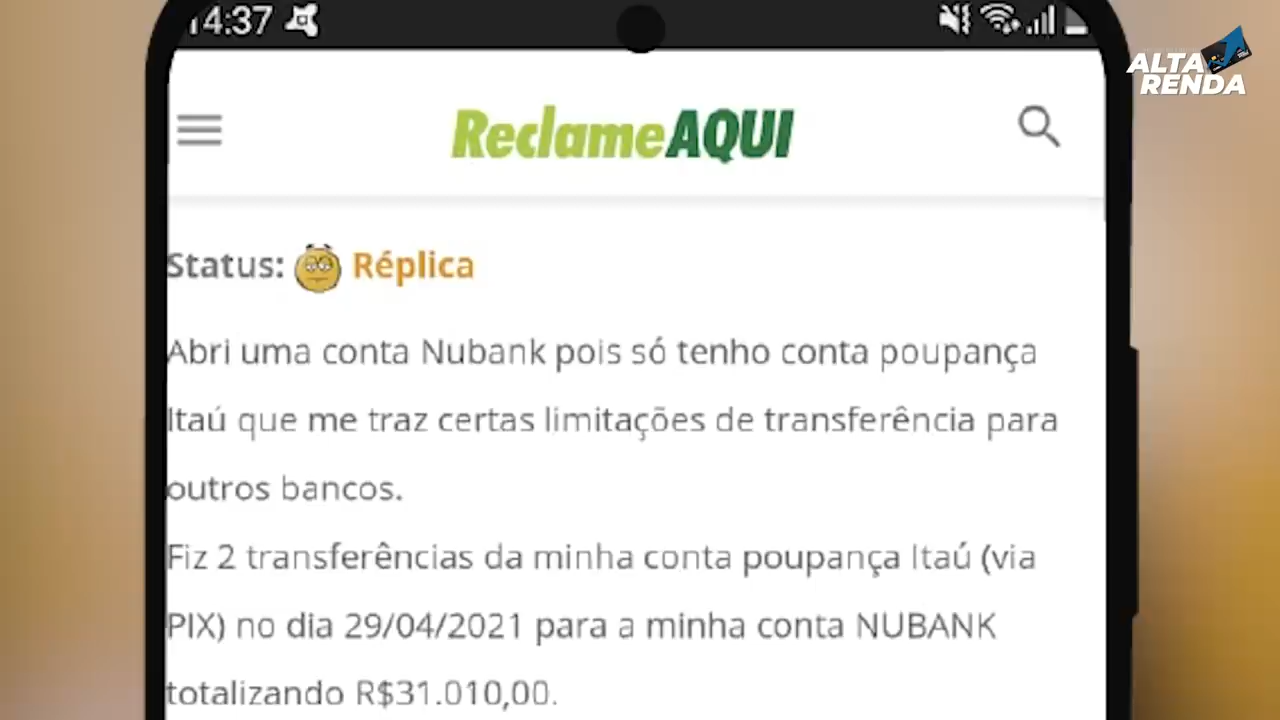 14:37
ALTA
RENDA
ReclameAQUI
Status: Réplica
Abri uma conta Nubank pois só tenho conta poupança
Itaú que me traz certas limitações de transferência para
outros bancos.
Fiz 2 transferências da minha conta poupança Itaú (via
PIX) no dia 29/04/2021 para a minha conta NUBANK
totalizando R$31.010,00.